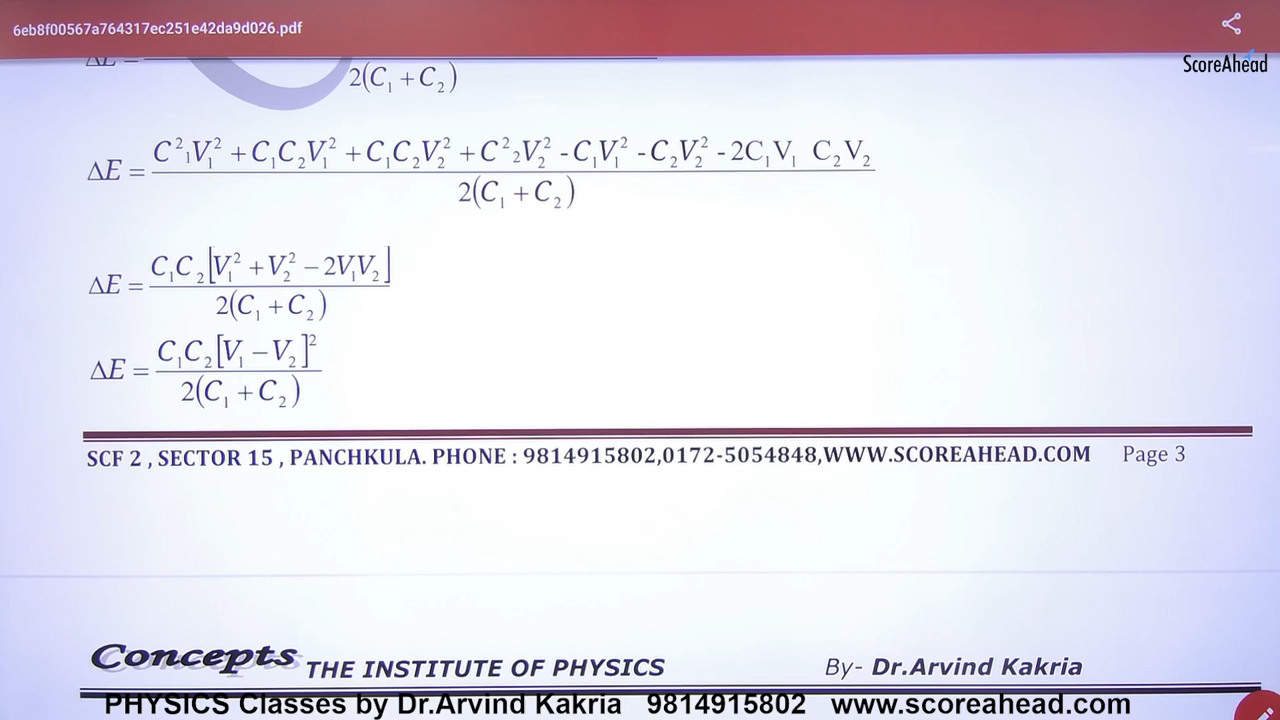 6eb8f00567a764317ec251e42da9d026.pdf
ScoreAhead
2(C₁ + C₂)
ΔE = (C²₁V₁² + C₁C₂V₁² + C₁C₂V₂² + C²₂V₂² - C₁V₁² - C₂V₂² - 2C₁V₁ C₂V₂) / 2(C₁ + C₂)
ΔE = C₁C₂[V₁² + V₂² − 2V₁V₂] / 2(C₁ + C₂)
ΔE = C₁C₂[V₁ − V₂]² / 2(C₁ + C₂)
SCF 2 , SECTOR 15 , PANCHKULA. PHONE : 9814915802,0172-5054848,WWW.SCOREAHEAD.COM Page 3
Concepts THE INSTITUTE OF PHYSICS By- Dr.Arvind Kakria
PHYSICS Classes by Dr.Arvind Kakria 9814915802 www.scoreahead.com